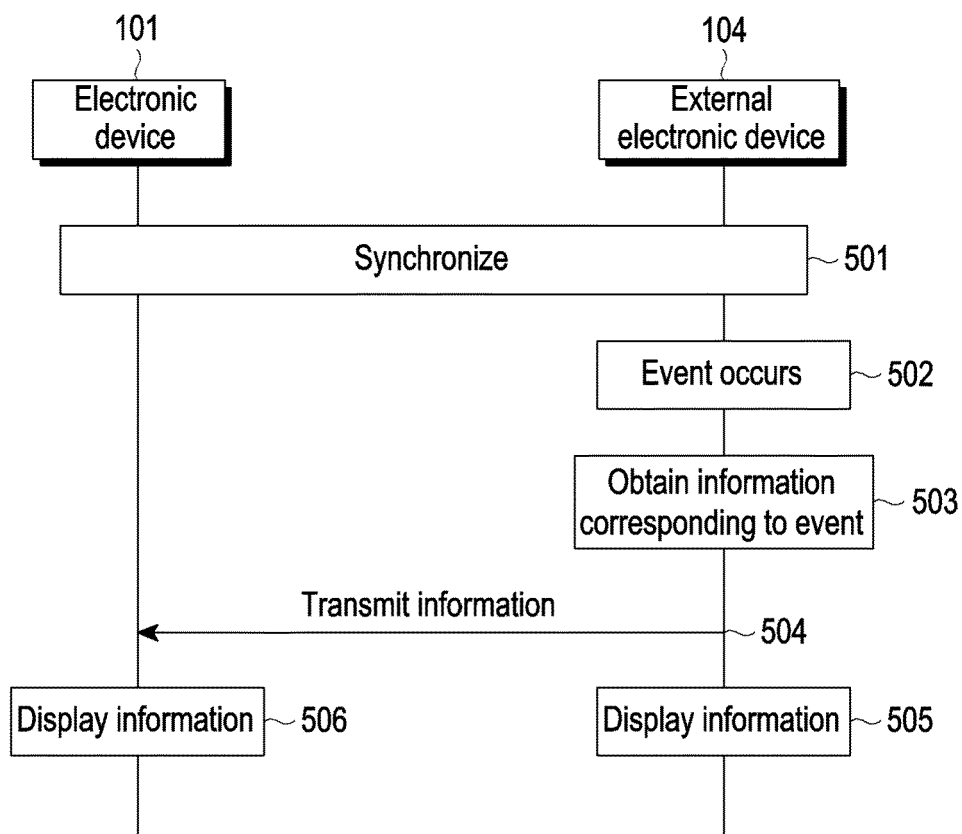 101
104
Electronic
device
External
electronic device
Synchronize
501
Event occurs
502
Obtain information
corresponding to event
503
Transmit information
504
Display information
506
Display information
505